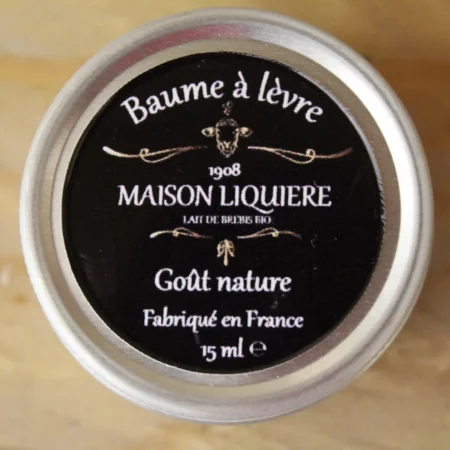 Baume à lèvre
1908
MAISON LIQUIERE
LAIT DE BREBIS BIO
Goût nature
Fabriqué en France
15 ml ℮